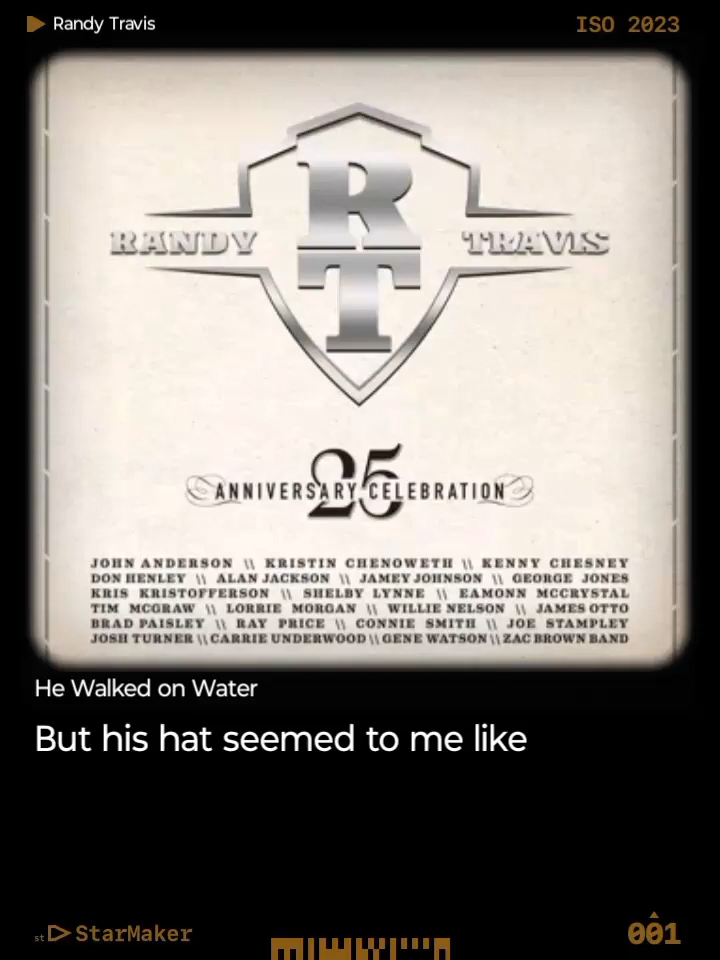 Randy Travis
ISO 2023
R
RANDY TRAVIS
T
25
ANNIVERSARY CELEBRATION
JOHN ANDERSON \\ KRISTIN CHENOWETH \\ KENNY CHESNEY
DON HENLEY \\ ALAN JACKSON \\ JAMEY JOHNSON \\ GEORGE JONES
KRIS KRISTOFFERSON \\ SHELBY LYNNE \\ EAMONN MCCRYSTAL
TIM MCGRAW \\ LORRIE MORGAN \\ WILLIE NELSON \\ JAMES OTTO
BRAD PAISLEY \\ RAY PRICE \\ CONNIE SMITH \\ JOE STAMPLEY
JOSH TURNER \\ CARRIE UNDERWOOD \\ GENE WATSON \\ ZAC BROWN BAND
He Walked on Water
But his hat seemed to me like
st StarMaker
001